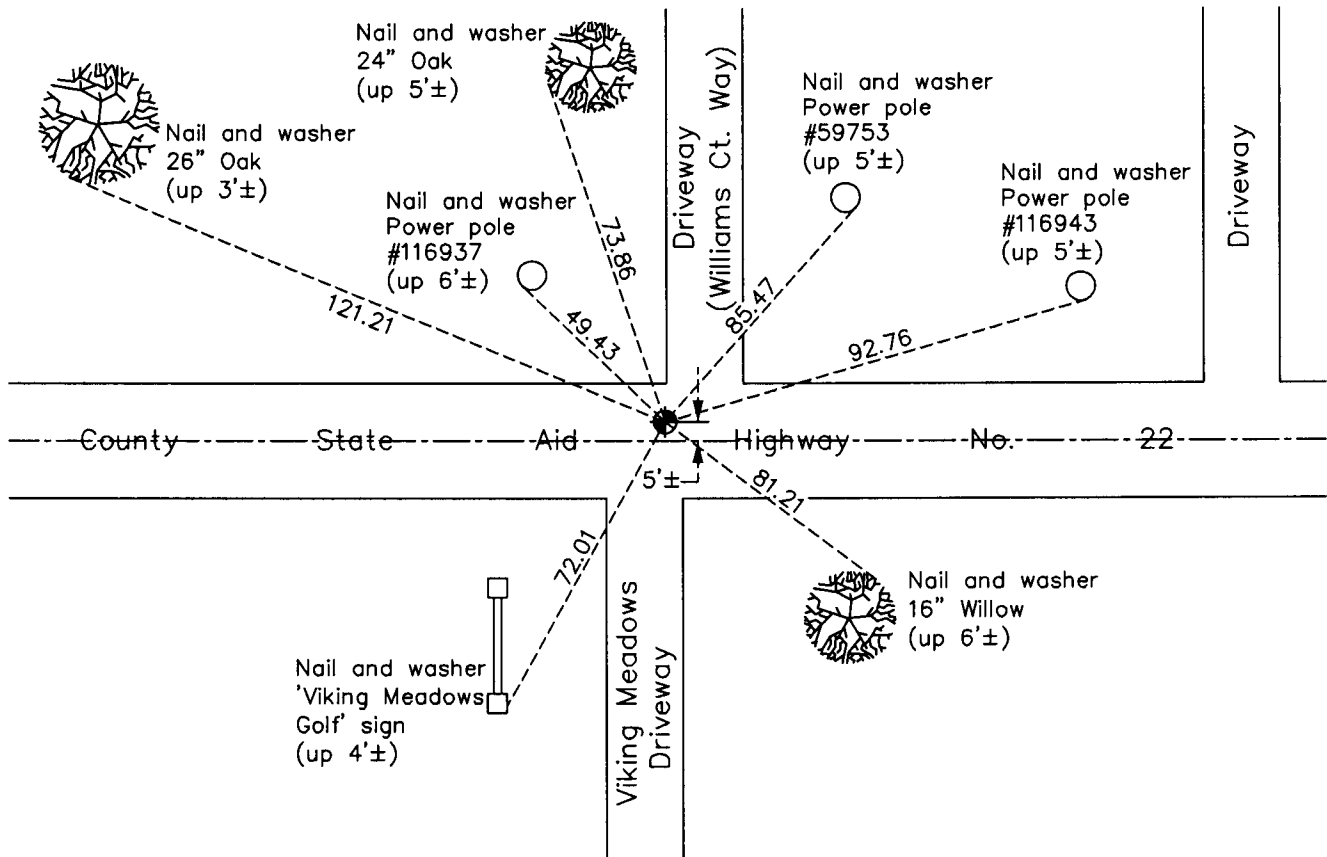 Nail and washer
24" Oak
(up 5'±)
Nail and washer
26" Oak
(up 3'±)
Nail and washer
Power pole
#116937
(up 6'±)
Driveway
(Williams Ct. Way)
Nail and washer
Power pole
#59753
(up 5'±)
Nail and washer
Power pole
#116943
(up 5'±)
Driveway
121.21
49.43
73.86
85.47
92.76
County State Aid Highway No. 22
5'±
72.01
81.21
Nail and washer
'Viking Meadows
Golf' sign
(up 4'±)
Viking Meadows
Driveway
Nail and washer
16" Willow
(up 6'±)